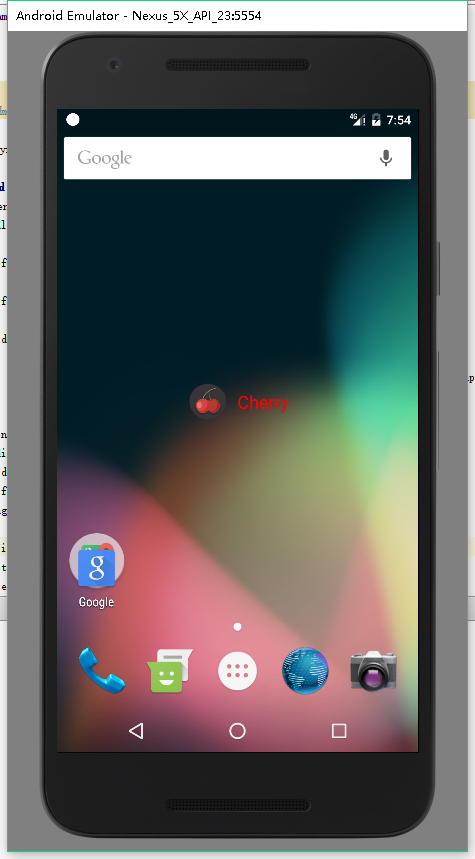 Android Emulator - Nexus_5X_API_23:5554
4G 7:54
Google
Cherry
g
Google